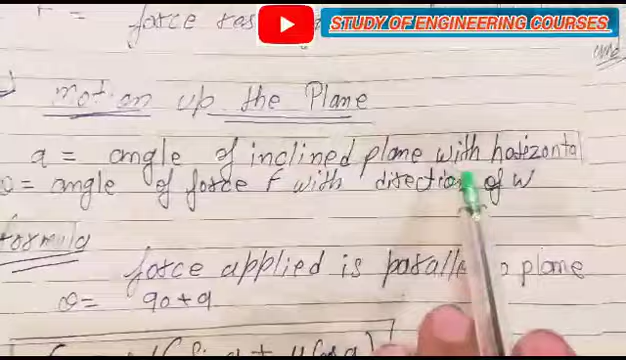 F = force
STUDY OF ENGINEERING COURSES
motion up the Plane
α = angle of inclined plane with horizontal
θ = angle of force F with direction of W
formula
force applied is parallel plane
θ = 90+α